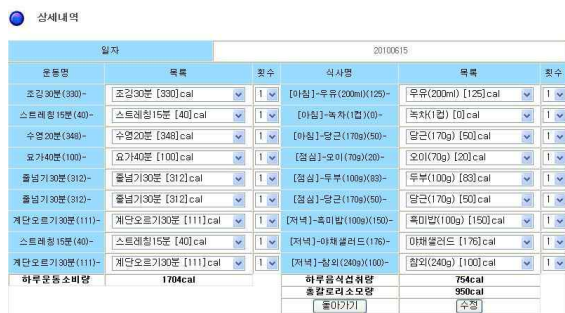 상세내역
일자 20100615
운동명 목록 횟수 식사명 목록 횟수
조깅30분(330)- 조깅30분 [330]cal 1 [아침]-우유(200ml)(125)- 우유(200ml) [125]cal 1
스트레칭15분(40)- 스트레칭15분 [40]cal 1 [아침]-녹차(1컵)(0)- 녹차(1컵) [0]cal 1
수영20분(348)- 수영20분 [348]cal 1 [아침]-당근(170g)(50)- 당근(170g) [50]cal 1
요가40분(100)- 요가40분 [100]cal 1 [점심]-오이(70g)(20)- 오이(70g) [20]cal 1
줄넘기30분(312)- 줄넘기30분 [312]cal 1 [점심]-두부(100g)(83)- 두부(100g) [83]cal 1
줄넘기30분(312)- 줄넘기30분 [312]cal 1 [점심]-당근(170g)(50)- 당근(170g) [50]cal 1
계단오르기30분(111)- 계단오르기30분 [111]cal 1 [저녁]-흑미밥(100g)(150)- 흑미밥(100g) [150]cal 1
스트레칭15분(40)- 스트레칭15분 [40]cal 1 [저녁]-야채샐러드(176)- 야채샐러드 [176]cal 1
계단오르기30분(111)- 계단오르기30분 [111]cal 1 [저녁]-참외(240g)(100)- 참외(240g) [100]cal 1
하루운동소비량 1704cal 하루음식섭취량 754cal
총칼로리소모량 950cal
돌아가기 수정